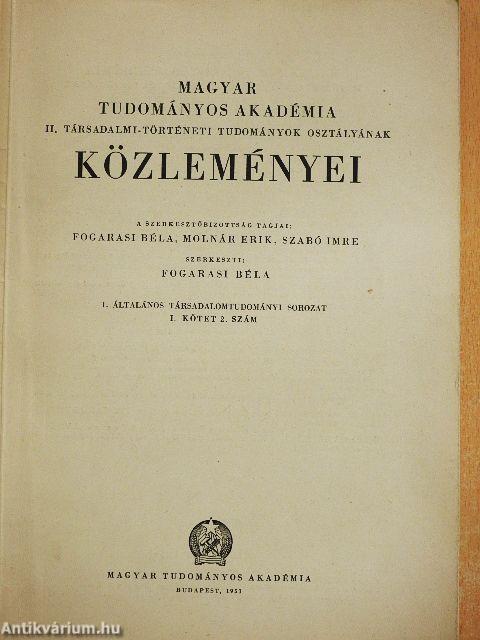 MAGYAR
TUDOMÁNYOS AKADÉMIA
II. TÁRSADALMI-TÖRTÉNETI TUDOMÁNYOK OSZTÁLYÁNAK
KÖZLEMÉNYEI
A SZERKESZTŐBIZOTTSÁG TAGJAI:
FOGARASI BÉLA, MOLNÁR ERIK, SZABÓ IMRE
SZERKESZTI:
FOGARASI BÉLA
1. ÁLTALÁNOS TÁRSADALOMTUDOMÁNYI SOROZAT
I. KÖTET 2. SZÁM
MAGYAR TUDOMÁNYOS AKADÉMIA
BUDAPEST, 1951
Antikvárium.hu